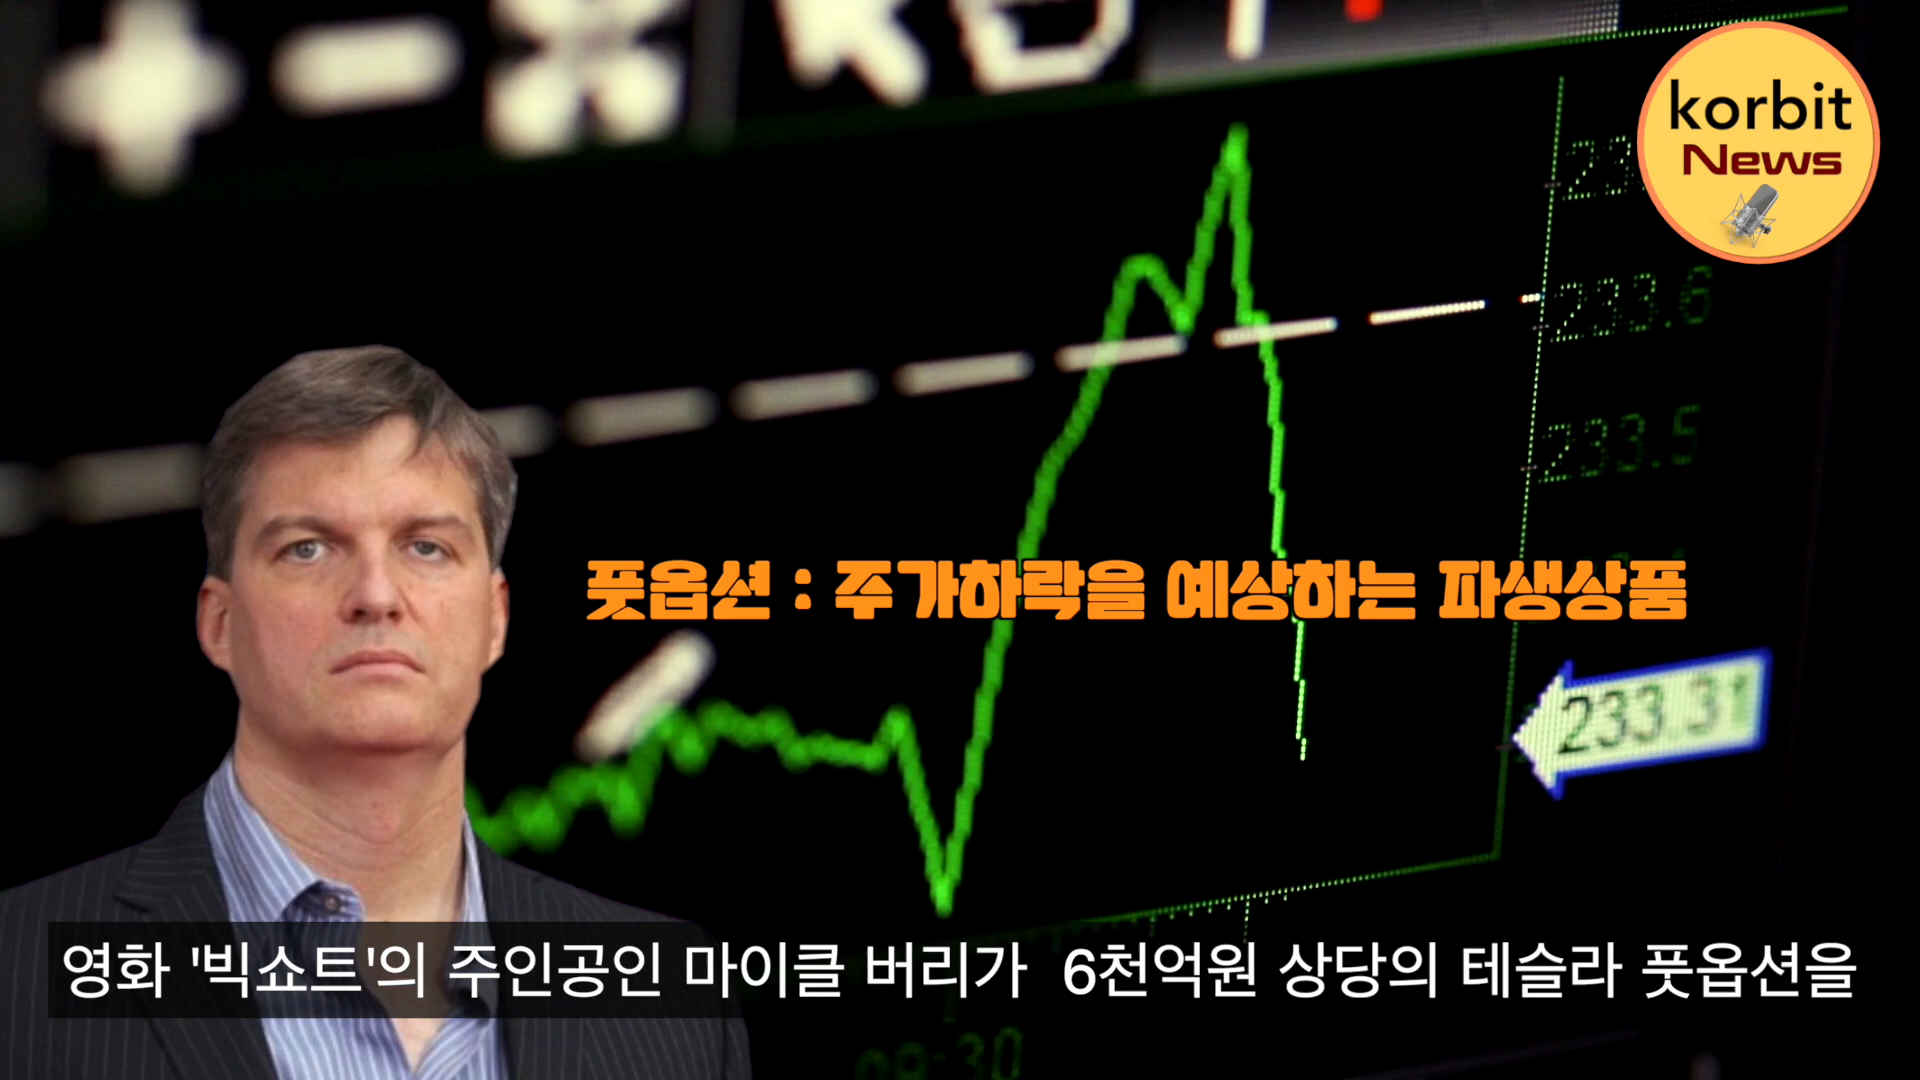 korbit
News
233.6
233.5
풋옵션 : 주가하락을 예상하는 파생상품
233.31
영화 '빅쇼트'의 주인공인 마이클 버리가 6천억원 상당의 테슬라 풋옵션을
09:30